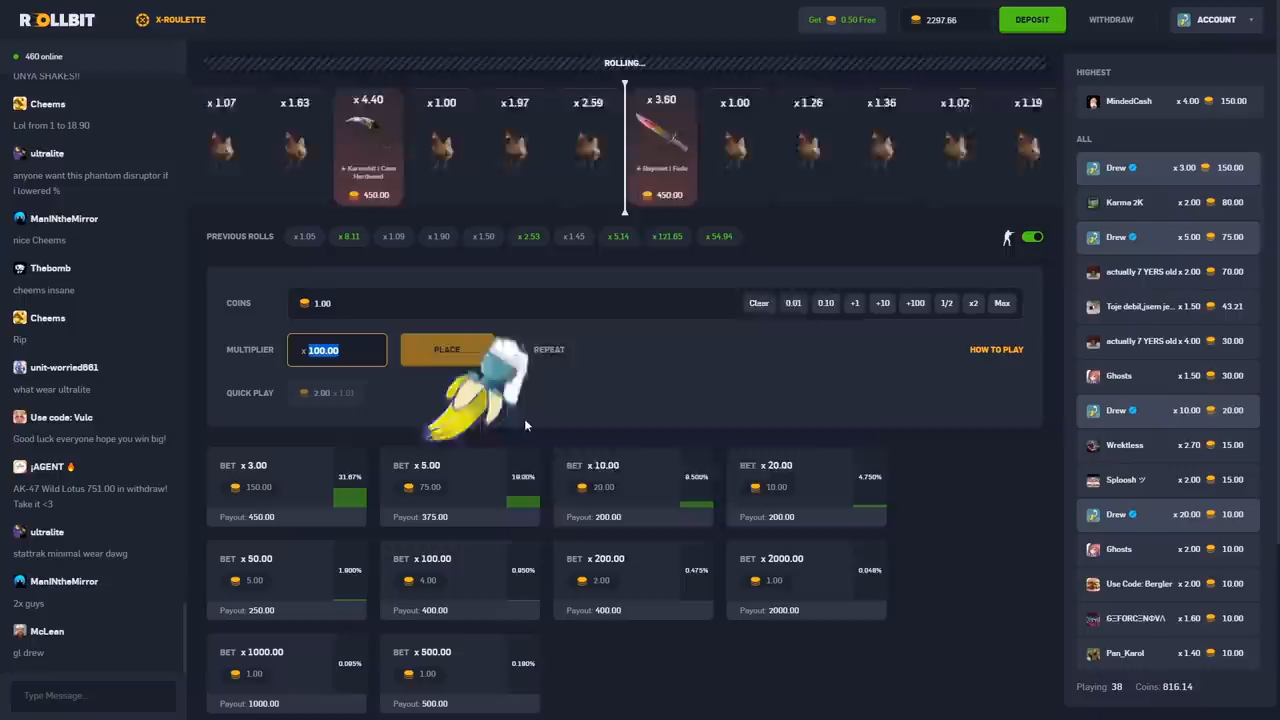 ROLLBIT
X-ROULETTE
Get 0.50 Free
2297.66
DEPOSIT
WITHDRAW
ACCOUNT
460 online
UNYA SHAKES!!
Cheems
Lol from 1 to 18.90
ultralite
anyone want this phantom disruptor if
i lowered %
ManINtheMirror
nice Cheems
Thebomb
cheems insane
Cheems
Rip
unit-worried661
what wear ultralite
Use code: Vulc
Good luck everyone hope you win big!
¡AGENT
AK-47 Wild Lotus 751.00 in withdraw!
Take it <3
ultralite
stattrak minimal wear dawg
ManINtheMirror
2x guys
McLean
gl drew
Type Message...
ROLLING...
x 1.07
x 1.63
x 4.40
x 1.00
x 1.97
x 2.59
x 3.60
x 1.00
x 1.26
x 1.36
x 1.02
x 1.19
450.00
450.00
PREVIOUS ROLLS
x 1.05
x 8.11
x 1.09
x 1.90
x 1.50
x 2.53
x 1.45
x 5.14
x 121.65
x 54.94
COINS
1.00
Clear
0.01
0.10
+1
+10
+100
1/2
x2
Max
MULTIPLIER
x 100.00
PLACE
REPEAT
HOW TO PLAY
QUICK PLAY
2.00 x 1.01
BET x 3.00
31.67%
150.00
Payout: 450.00
BET x 5.00
19.00%
75.00
Payout: 375.00
BET x 10.00
9.500%
20.00
Payout: 200.00
BET x 20.00
4.750%
10.00
Payout: 200.00
BET x 50.00
1.900%
5.00
Payout: 250.00
BET x 100.00
0.950%
4.00
Payout: 400.00
BET x 200.00
0.475%
2.00
Payout: 400.00
BET x 2000.00
0.048%
1.00
Payout: 2000.00
BET x 1000.00
0.095%
1.00
Payout: 1000.00
BET x 500.00
0.190%
1.00
Payout: 500.00
HIGHEST
MindedCash x 4.00 150.00
ALL
Drew x 3.00 150.00
Karma 2K x 2.00 80.00
Drew x 5.00 75.00
actually 7 YERS old x 2.00 70.00
Toje debil,jsem je... x 1.50 43.21
actually 7 YERS old x 4.00 30.00
Ghosts x 1.50 30.00
Drew x 10.00 20.00
Wrektless x 2.70 15.00
Sploosh ツ x 2.00 15.00
Drew x 20.00 10.00
Ghosts x 2.00 10.00
Use Code: Bergler x 2.00 10.00
GΞFORCΞNΦVΛ x 1.60 10.00
Pan_Karol x 1.40 10.00
Playing 38 Coins: 816.14